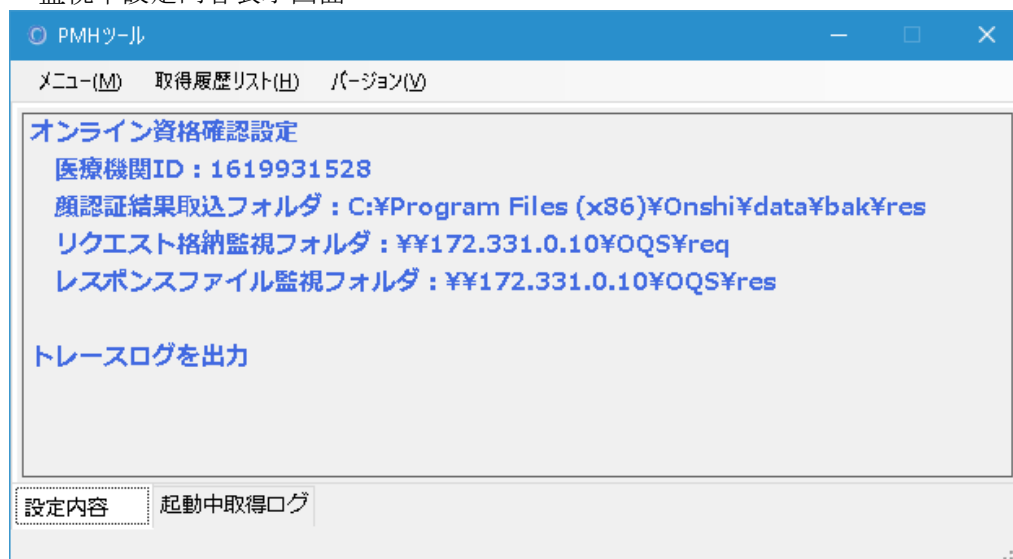 PMHツール
メニュー(M) 取得履歴リスト(H) バージョン(V)
オンライン資格確認設定
医療機関ID：1619931528
顔認証結果取込フォルダ：C:¥Program Files (x86)¥Onshi¥data¥bak¥res
リクエスト格納監視フォルダ：¥¥172.331.0.10¥OQS¥req
レスポンスファイル監視フォルダ：¥¥172.331.0.10¥OQS¥res
トレースログを出力
設定内容 起動中取得ログ